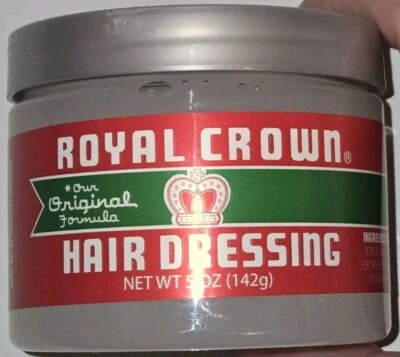 ROYAL CROWN®
*Our
Original
Formula
HAIR DRESSING
NET WT 5 OZ (142g)